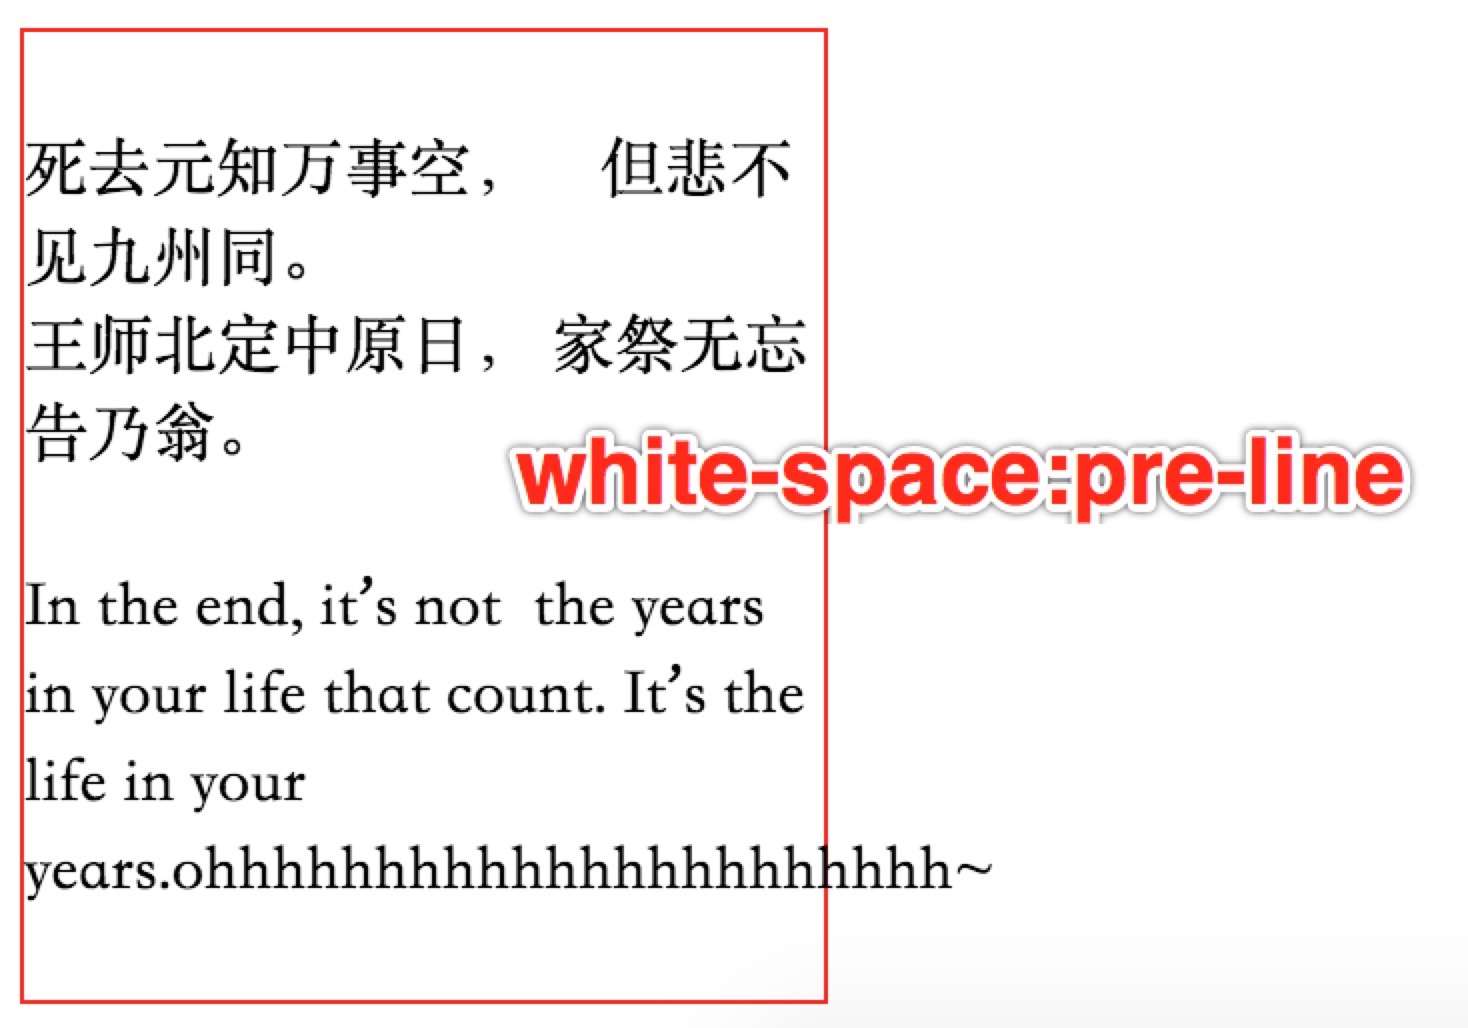 死去元知万事空，  但悲不
见九州同。
王师北定中原日， 家祭无忘
告乃翁。
white-space:pre-line
In the end, it’s not  the years
in your life that count. It’s the
life in your
years.ohhhhhhhhhhhhhhhhhhhhhh~